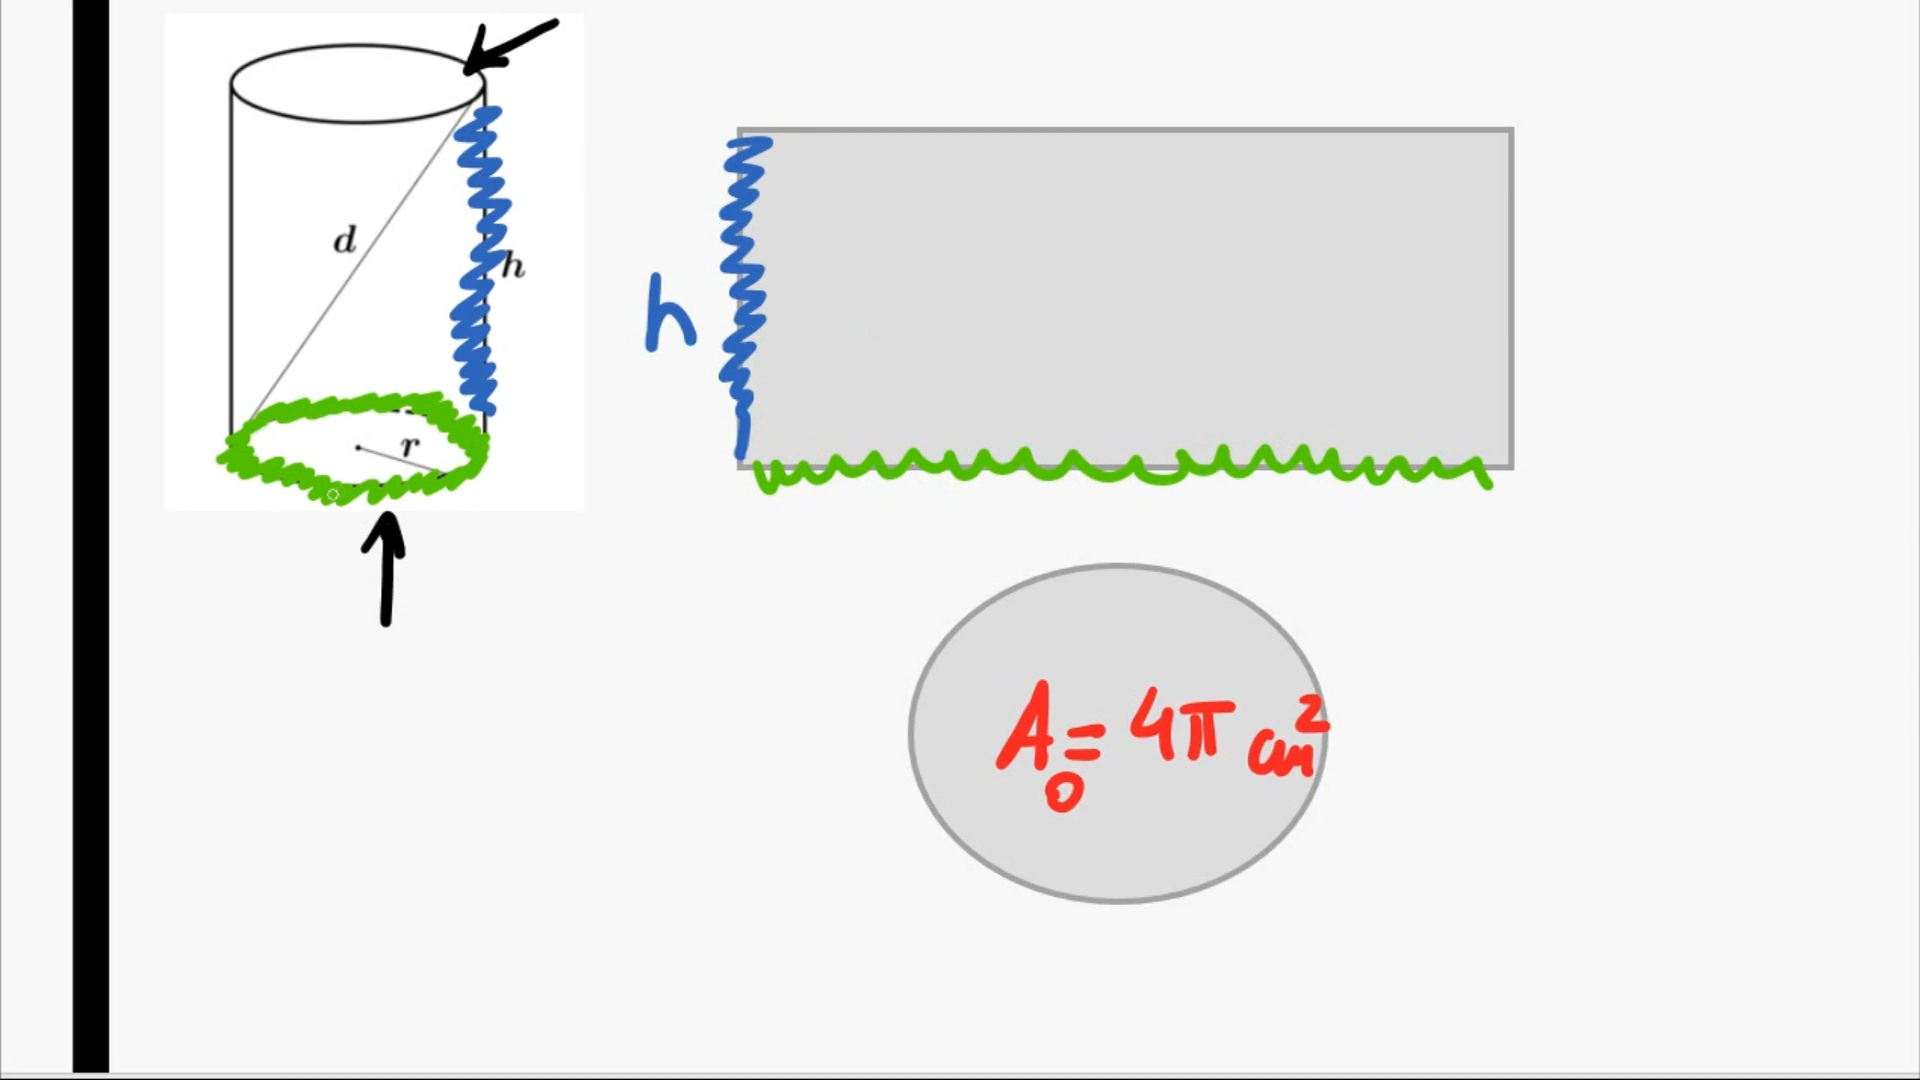 d
h
h
r
A₀ = 4π cm²